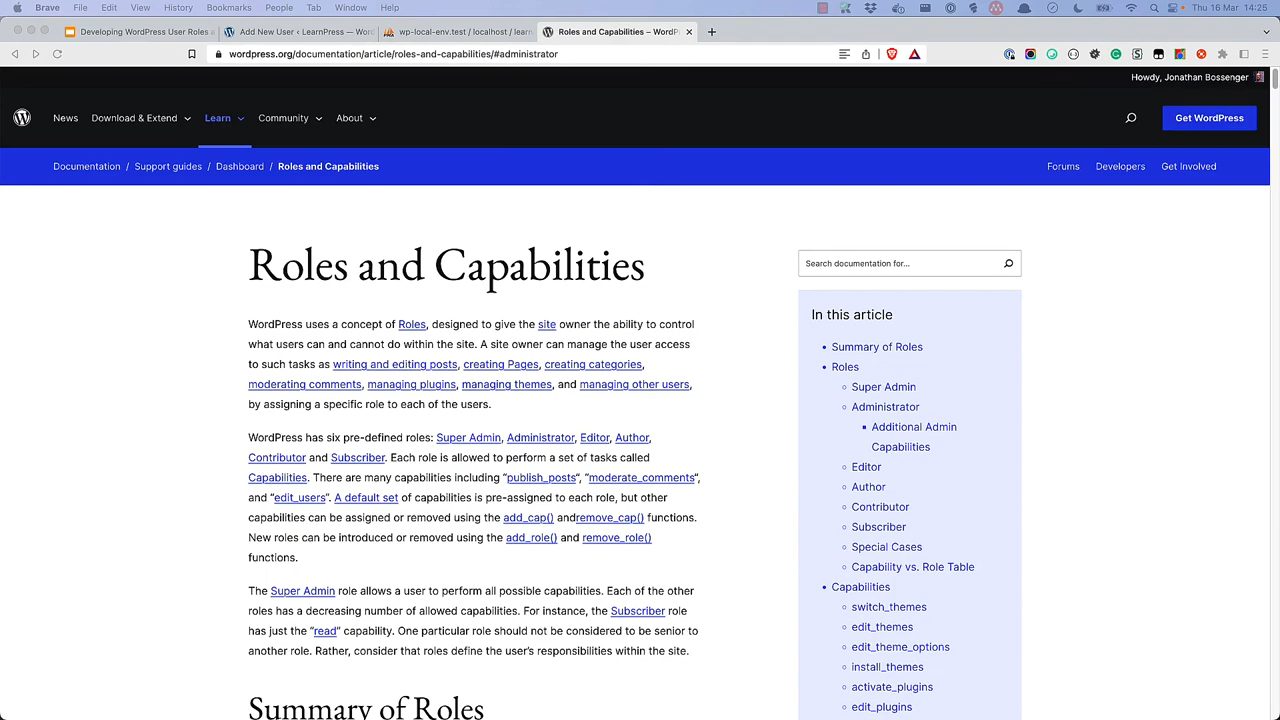 Brave File Edit View History Bookmarks People Tab Window Help Thu 16 Mar 14:25
Developing WordPress User Roles a
Add New User ‹ LearnPress — Word
wp-local-env.test / localhost / learn
Roles and Capabilities – WordP
wordpress.org/documentation/article/roles-and-capabilities/#administrator
Howdy, Jonathan Bossenger
News Download & Extend Learn Community About Get WordPress
Documentation / Support guides / Dashboard / Roles and Capabilities Forums Developers Get Involved
Roles and Capabilities
WordPress uses a concept of Roles, designed to give the site owner the ability to control
what users can and cannot do within the site. A site owner can manage the user access
to such tasks as writing and editing posts, creating Pages, creating categories,
moderating comments, managing plugins, managing themes, and managing other users,
by assigning a specific role to each of the users.
WordPress has six pre-defined roles: Super Admin, Administrator, Editor, Author,
Contributor and Subscriber. Each role is allowed to perform a set of tasks called
Capabilities. There are many capabilities including “publish_posts“, “moderate_comments“,
and “edit_users“. A default set of capabilities is pre-assigned to each role, but other
capabilities can be assigned or removed using the add_cap() andremove_cap() functions.
New roles can be introduced or removed using the add_role() and remove_role()
functions.
The Super Admin role allows a user to perform all possible capabilities. Each of the other
roles has a decreasing number of allowed capabilities. For instance, the Subscriber role
has just the “read“ capability. One particular role should not be considered to be senior to
another role. Rather, consider that roles define the user’s responsibilities within the site.
Summary of Roles
Search documentation for...
In this article
Summary of Roles
Roles
Super Admin
Administrator
Additional Admin
Capabilities
Editor
Author
Contributor
Subscriber
Special Cases
Capability vs. Role Table
Capabilities
switch_themes
edit_themes
edit_theme_options
install_themes
activate_plugins
edit_plugins